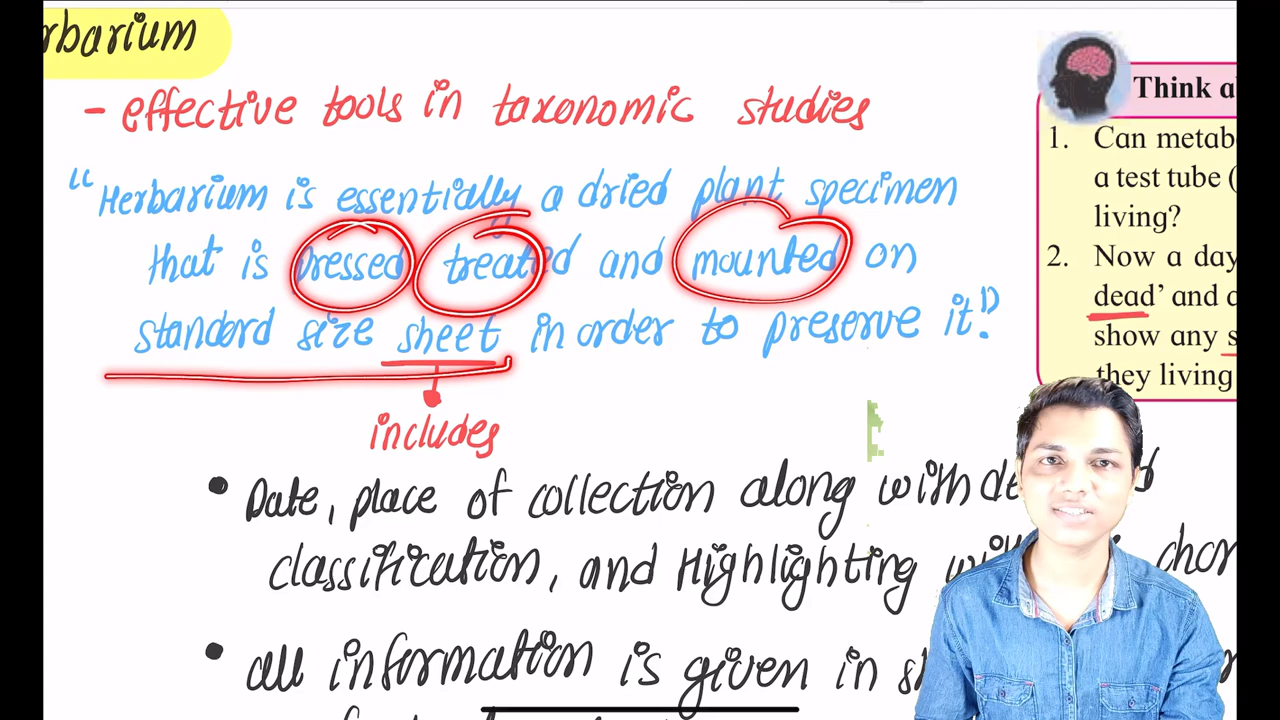 rbarium
- effective tools in taxonomic studies
"Herbarium is essentially a dried plant specimen
that is Pressed treated and mounted on
standard size sheet in order to preserve it".
includes
• Date, place of collection along with de
classification, and Highlighting
• all information is given in
Think a
1. Can metab
a test tube (
living?
2. Now a day
dead' and
show any s
they living